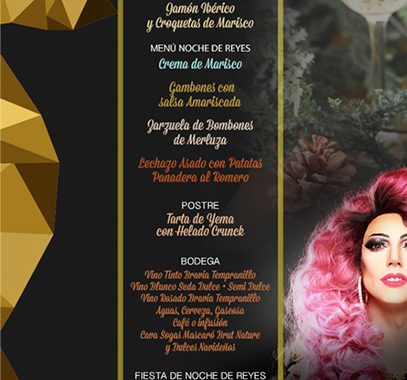 Jamón Ibérico
y Croquetas de Marisco
MENÚ NOCHE DE REYES
Crema de Marisco
Gambones con
salsa Amariscada
Jarzuela de Bombones
de Merluza
Lechazo Asado con Patatas
Panadera al Romero
POSTRE
Tarta de Yema
con Helado Crunck
BODEGA
Vino Tinto Bravia Tempranillo
Vino Blanco Seda Dulce - Semi Dulce
Vino Rosado Bravia Tempranillo
Aguas, Cerveza, Gaseosa
Café o infusión
Cava Sogas Mascaró Brut Nature
y Dulces Navideños
FIESTA DE NOCHE DE REYES